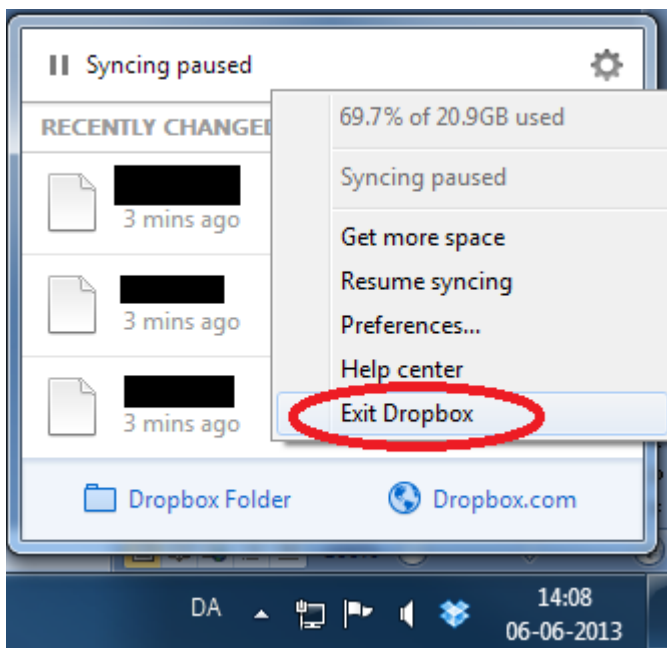 Syncing paused
RECENTLY CHANGED
3 mins ago
3 mins ago
3 mins ago
69.7% of 20.9GB used
Syncing paused
Get more space
Resume syncing
Preferences...
Help center
Exit Dropbox
Dropbox Folder
Dropbox.com
DA
14:08
06-06-2013